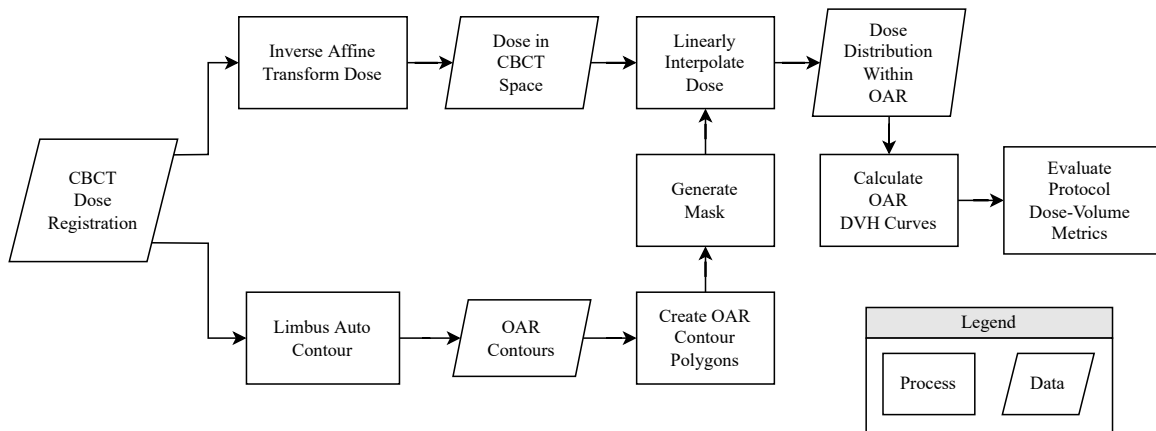 CBCT
Dose
Registration
Inverse Affine
Transform Dose
Dose in
CBCT
Space
Linearly
Interpolate
Dose
Dose
Distribution
Within
OAR
Generate
Mask
Calculate
OAR
DVH Curves
Evaluate
Protocol
Dose-Volume
Metrics
Limbus Auto
Contour
OAR
Contours
Create OAR
Contour
Polygons
Legend
Process
Data